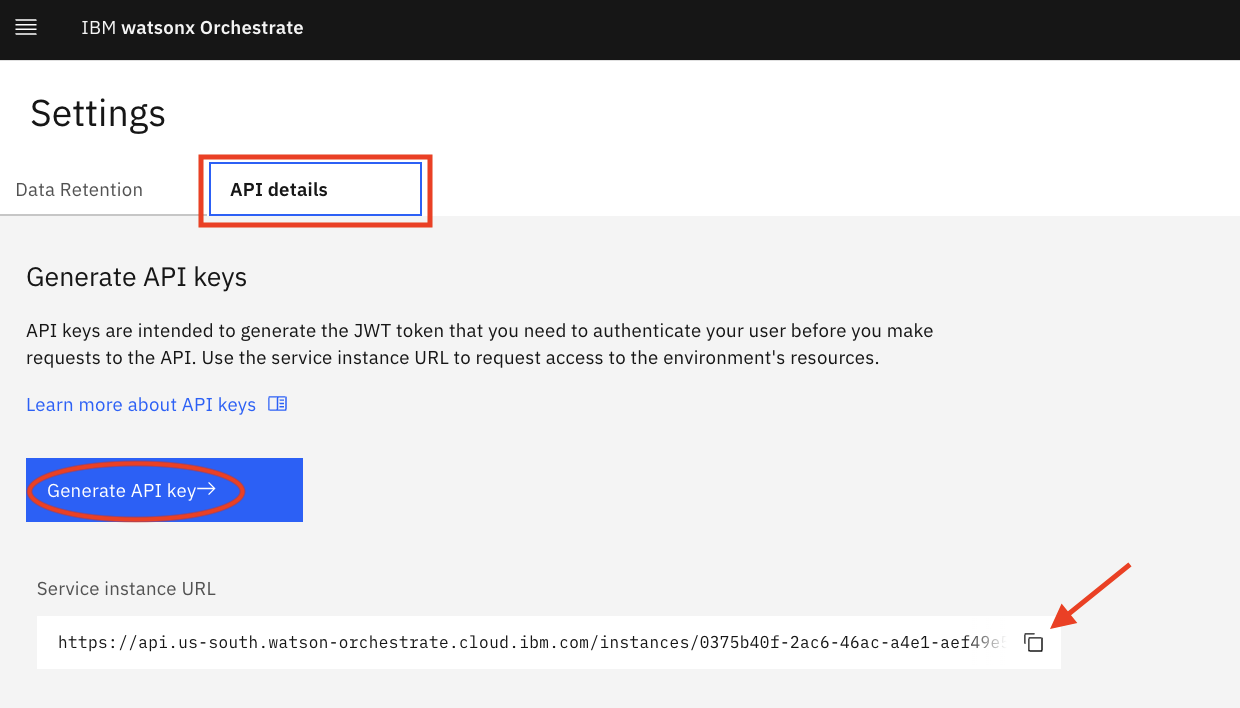 IBM watsonx Orchestrate
Settings
Data Retention
API details
Generate API keys
API keys are intended to generate the JWT token that you need to authenticate your user before you make
requests to the API. Use the service instance URL to request access to the environment's resources.
Learn more about API keys
Generate API key→
Service instance URL
https://api.us-south.watson-orchestrate.cloud.ibm.com/instances/0375b40f-2ac6-46ac-a4e1-aef49e